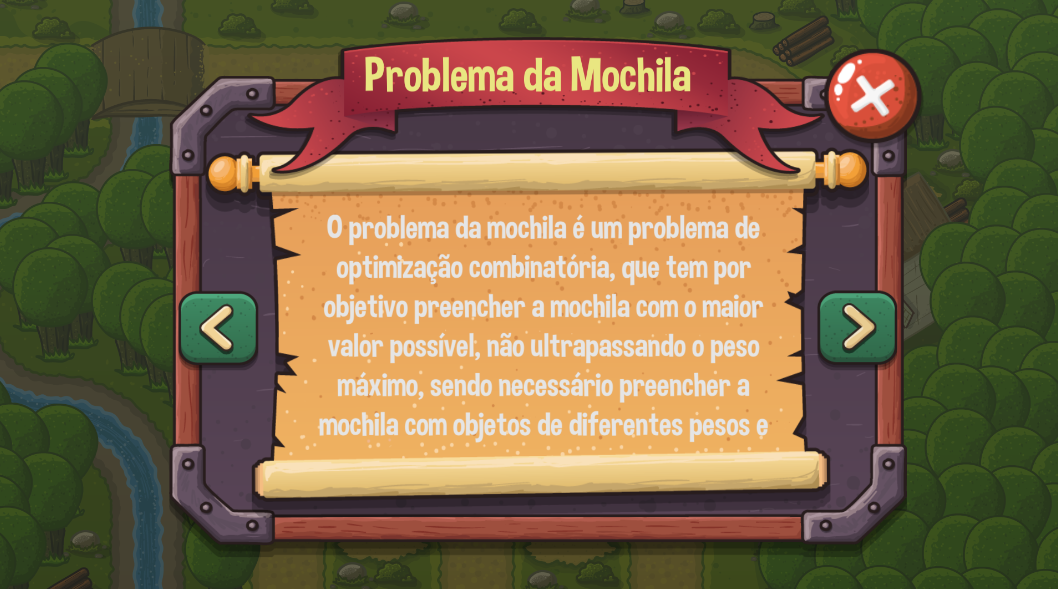 Problema da Mochila
O problema da mochila é um problema de
optimização combinatória, que tem por
objetivo preencher a mochila com o maior
valor possível, não ultrapassando o peso
máximo, sendo necessário preencher a
mochila com objetos de diferentes pesos e